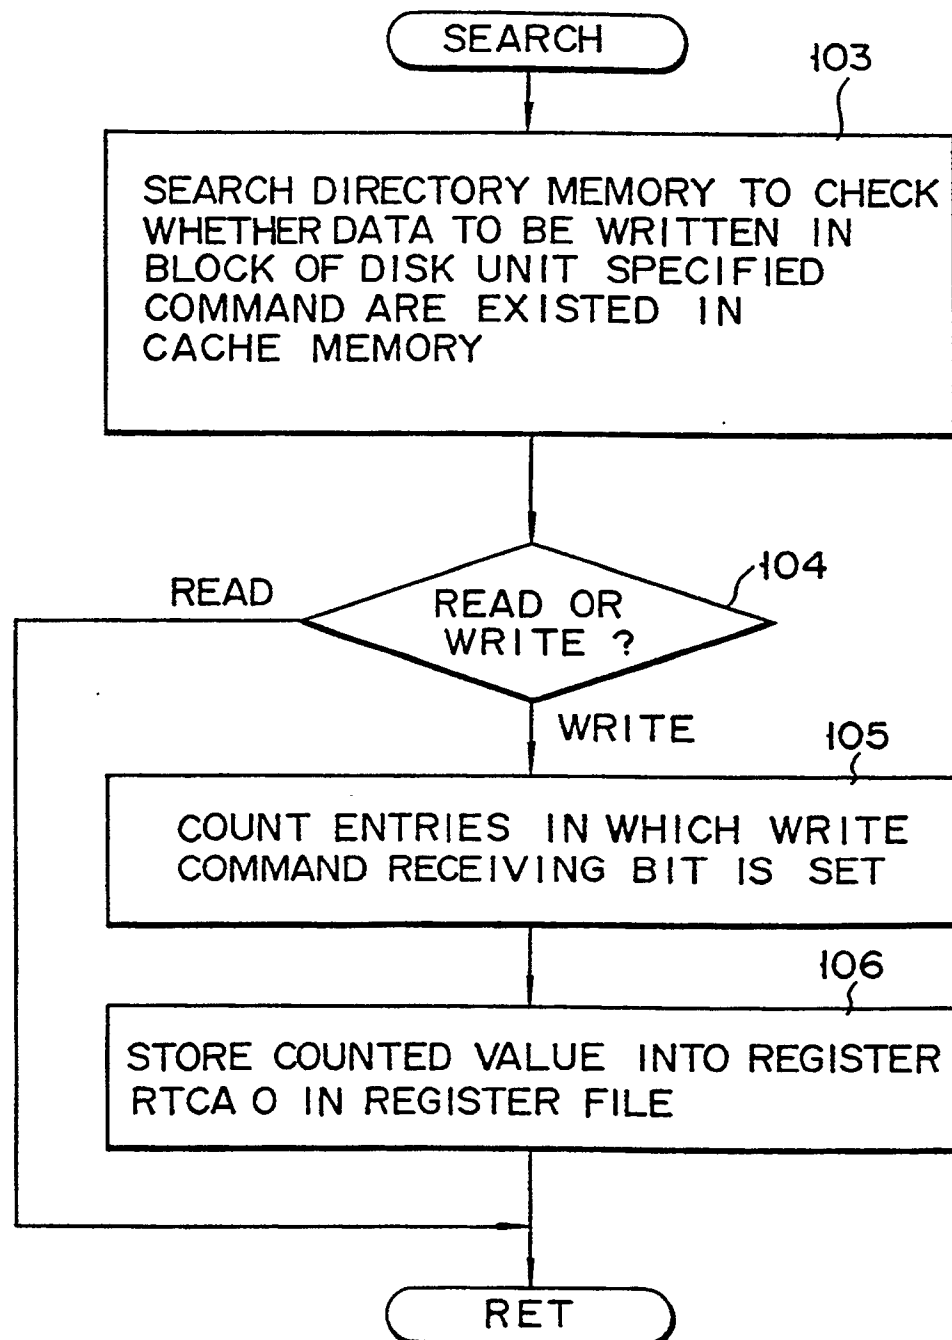 SEARCH
103
SEARCH DIRECTORY MEMORY TO CHECK
WHETHER DATA TO BE WRITTEN IN
BLOCK OF DISK UNIT SPECIFIED
COMMAND ARE EXISTED IN
CACHE MEMORY
104
READ
READ OR
WRITE ?
WRITE
105
COUNT ENTRIES IN WHICH WRITE
COMMAND RECEIVING BIT IS SET
106
STORE COUNTED VALUE INTO REGISTER
RTCA 0 IN REGISTER FILE
RET